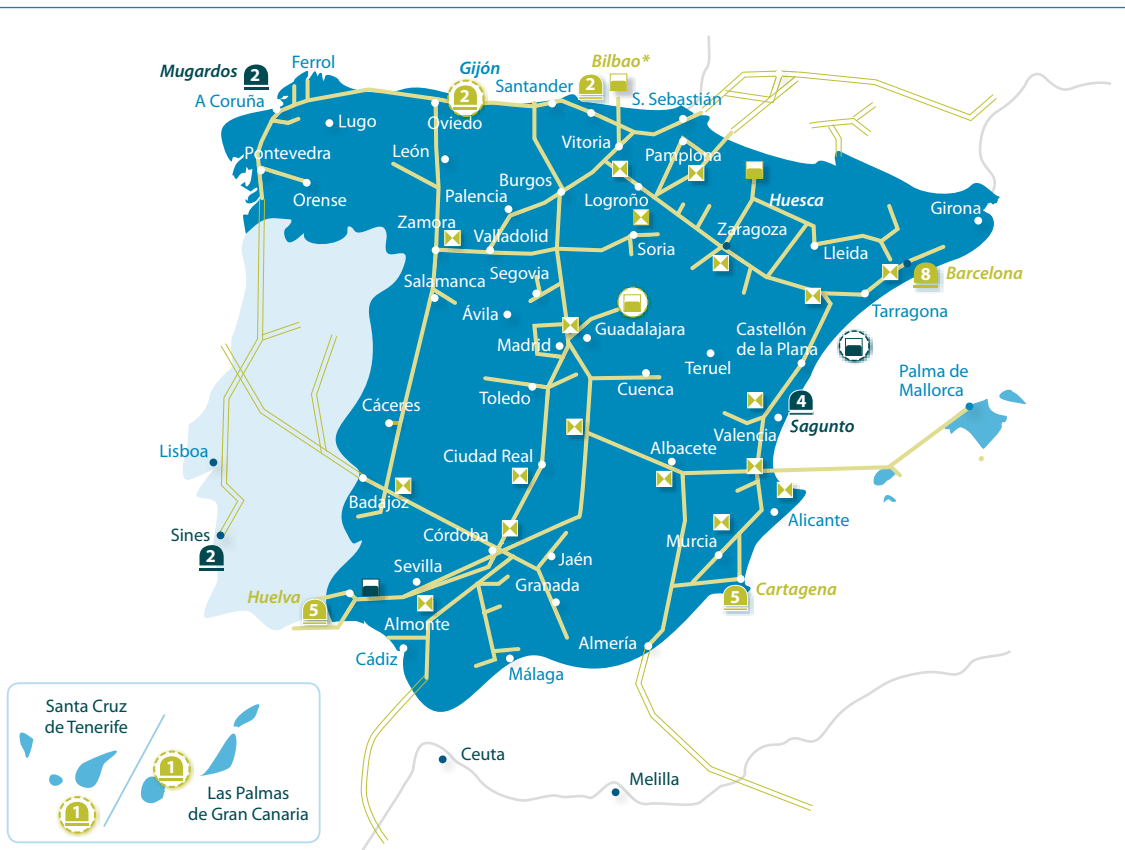 Ferrol
Mugardos
2
Gijón
2
Santander
2
Bilbao*
S. Sebastián
A Coruña
Lugo
Oviedo
Vitoria
Pamplona
Pontevedra
León
Orense
Palencia
Burgos
Logroño
Huesca
Girona
Zamora
Valladolid
Soria
Zaragoza
Lleida
8
Barcelona
Salamanca
Segovia
Ávila
Guadalajara
Madrid
Tarragona
Castellón
de la Plana
Teruel
Palma de
Mallorca
Cuenca
Toledo
Cáceres
4
Sagunto
Valencia
Lisboa
Ciudad Real
Albacete
Badajoz
Alicante
Sines
2
Córdoba
Murcia
Jaén
Sevilla
Granada
Huelva
5
5
Cartagena
Almonte
Almería
Cádiz
Málaga
Santa Cruz
de Tenerife
1
1
Las Palmas
de Gran Canaria
Ceuta
Melilla